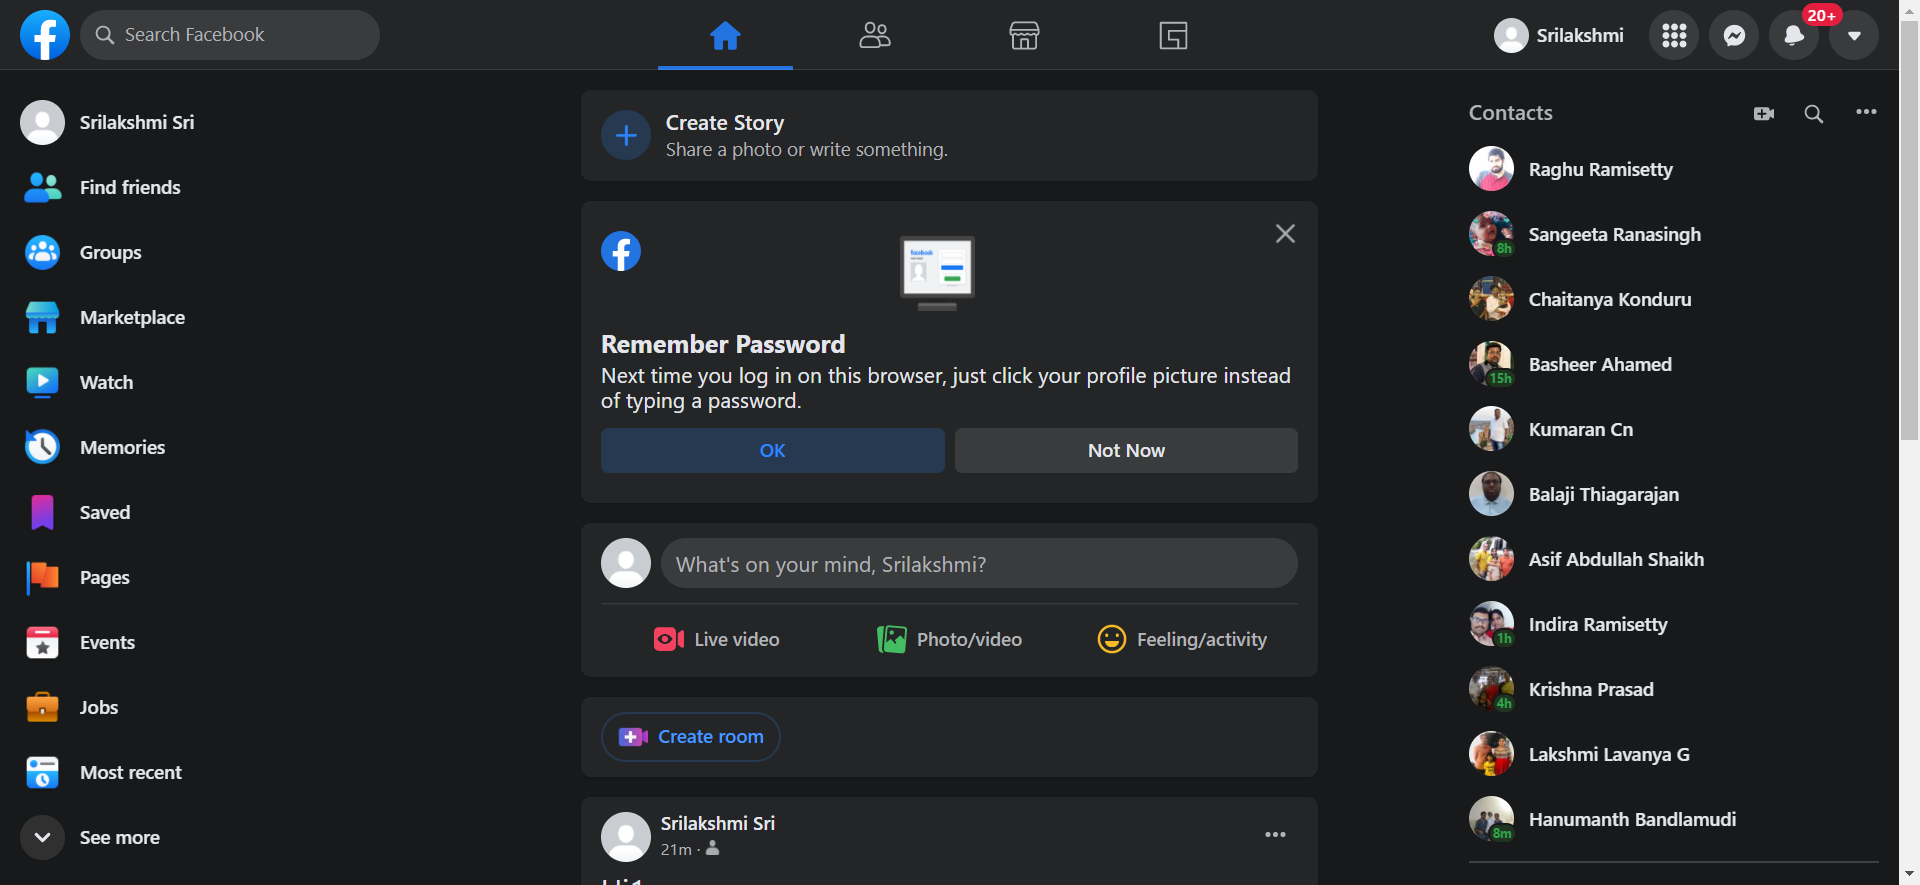 Search Facebook
Srilakshmi
20+
Srilakshmi Sri
Find friends
Groups
Marketplace
Watch
Memories
Saved
Pages
Events
Jobs
Most recent
See more
Create Story
Share a photo or write something.
facebook
Remember Password
Next time you log in on this browser, just click your profile picture instead
of typing a password.
OK
Not Now
What's on your mind, Srilakshmi?
Live video
Photo/video
Feeling/activity
Create room
Srilakshmi Sri
21m ·
Contacts
Raghu Ramisetty
Sangeeta Ranasingh
8h
Chaitanya Konduru
Basheer Ahamed
15h
Kumaran Cn
Balaji Thiagarajan
Asif Abdullah Shaikh
Indira Ramisetty
1h
Krishna Prasad
4h
Lakshmi Lavanya G
Hanumanth Bandlamudi
8m